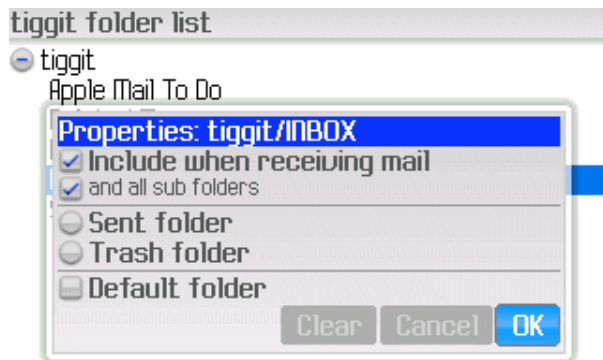 tiggit folder list
tiggit
Apple Mail To Do
Properties: tiggit/INBOX
Include when receiving mail
and all sub folders
Sent folder
Trash folder
Default folder
Clear Cancel OK